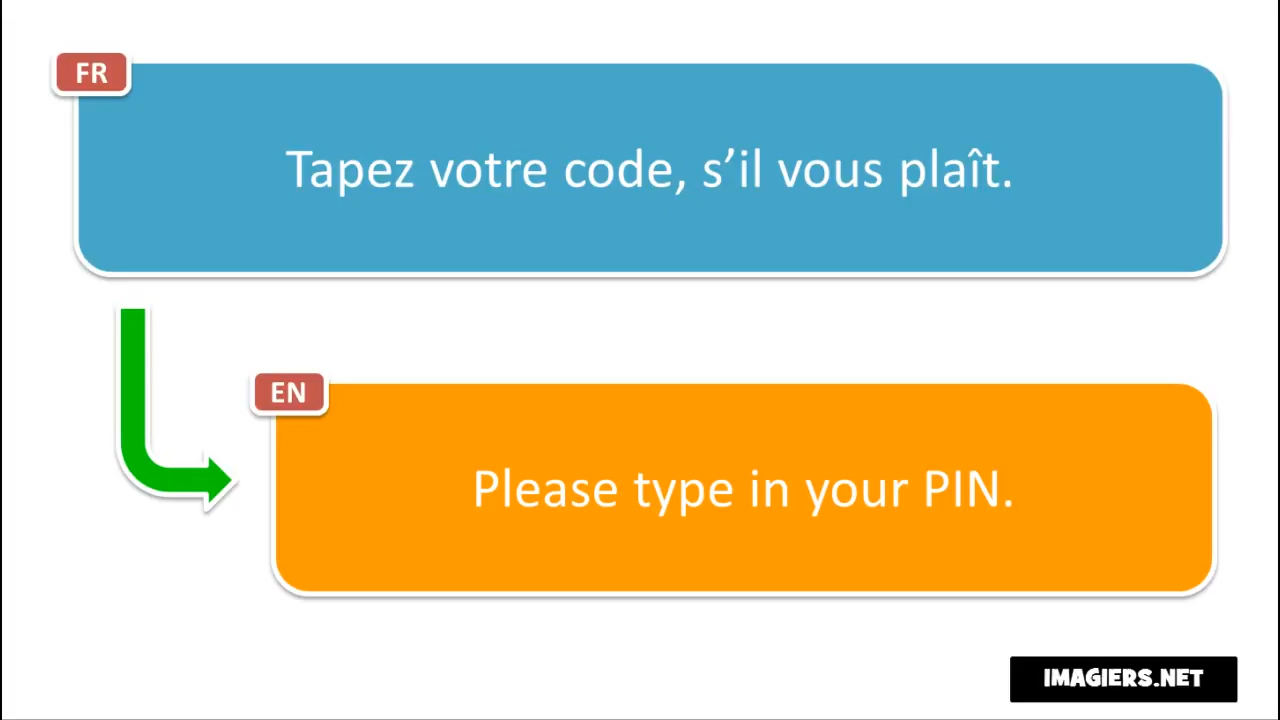 FR
Tapez votre code, s’il vous plaît.
EN
Please type in your PIN.
IMAGIERS.NET